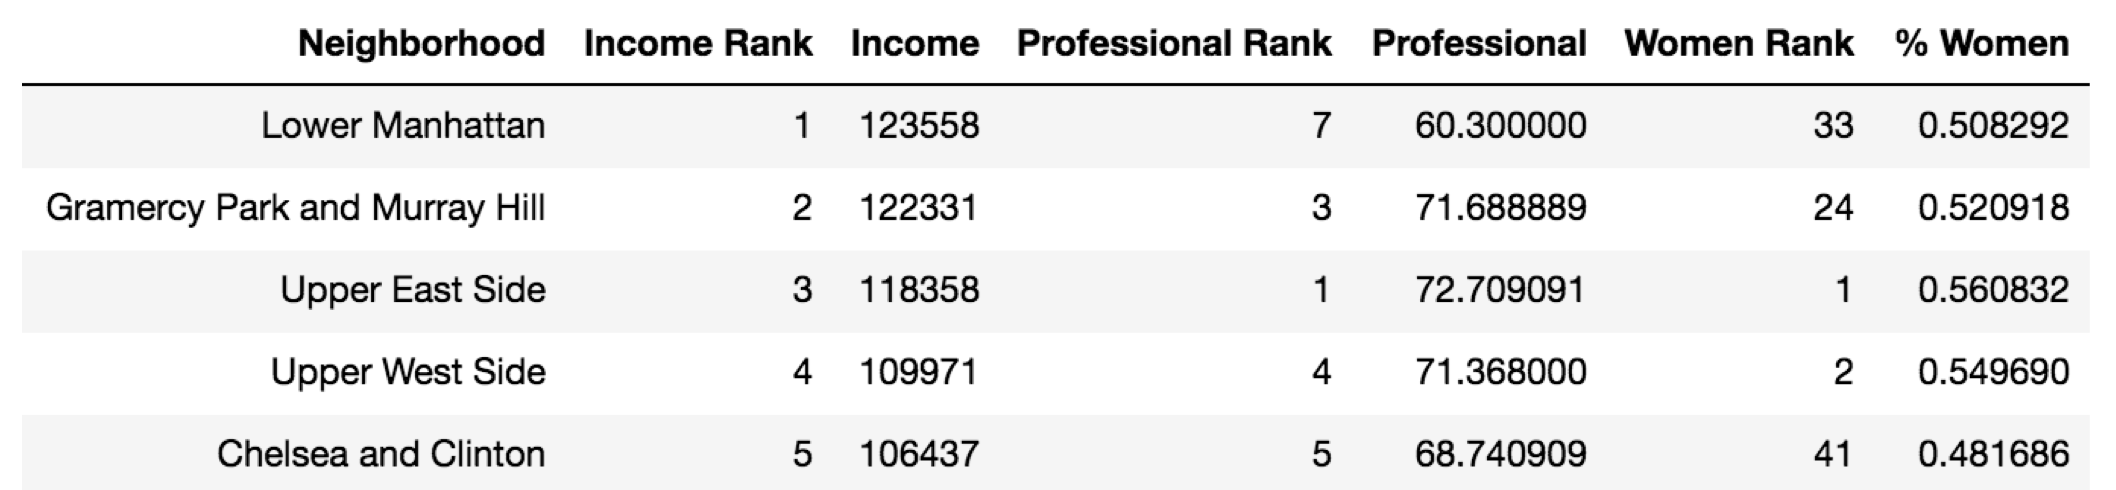 Neighborhood Income Rank Income Professional Rank Professional Women Rank % Women
Lower Manhattan 1 123558 7 60.300000 33 0.508292
Gramercy Park and Murray Hill 2 122331 3 71.688889 24 0.520918
Upper East Side 3 118358 1 72.709091 1 0.560832
Upper West Side 4 109971 4 71.368000 2 0.549690
Chelsea and Clinton 5 106437 5 68.740909 41 0.481686